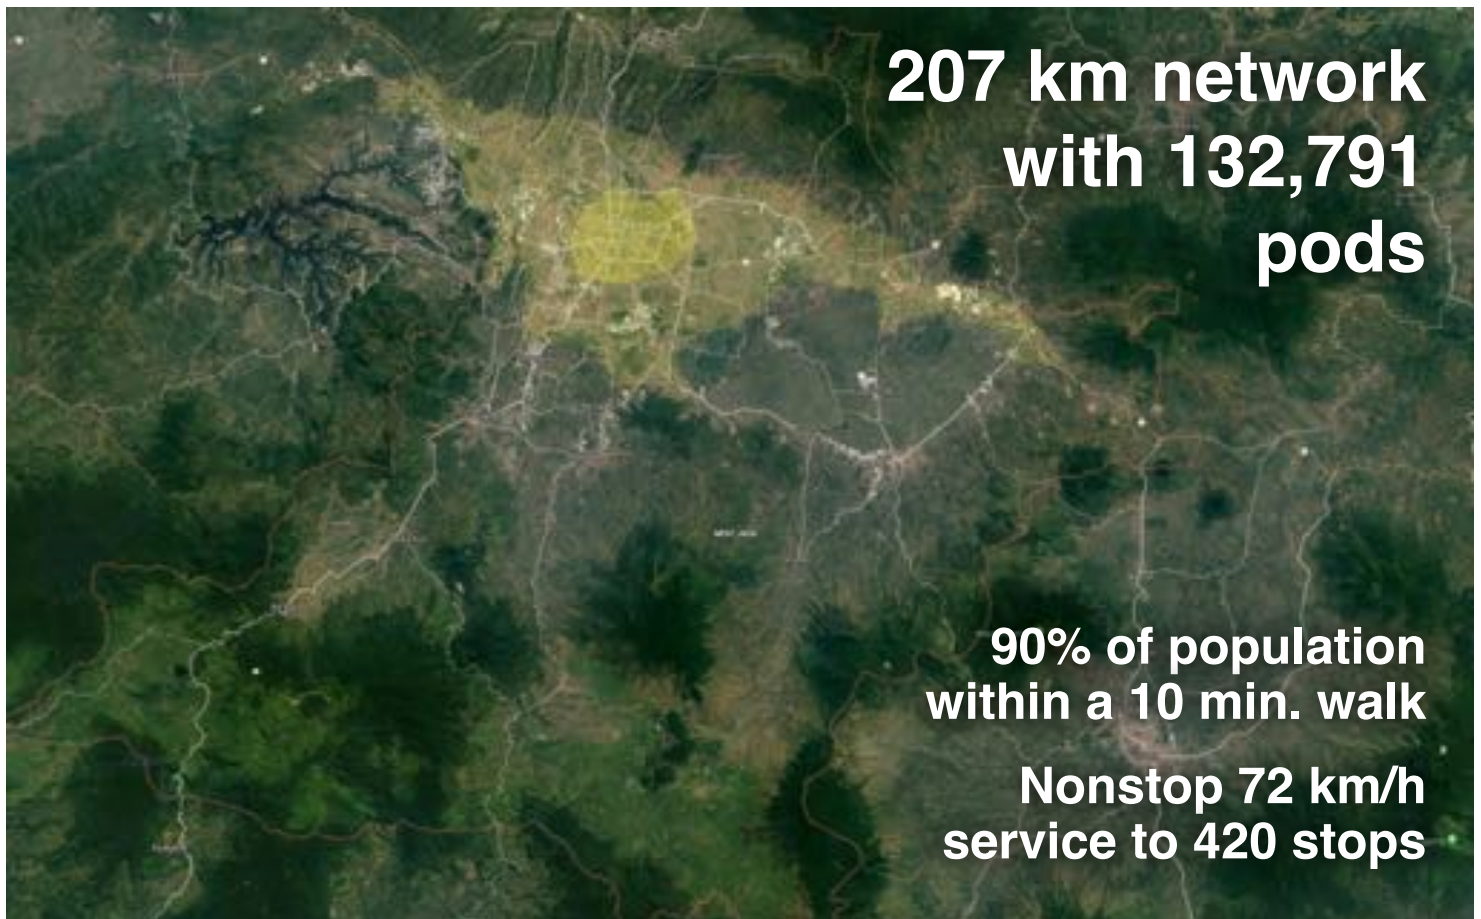 207 km network
with 132,791
pods
90% of population
within a 10 min. walk
Nonstop 72 km/h
service to 420 stops